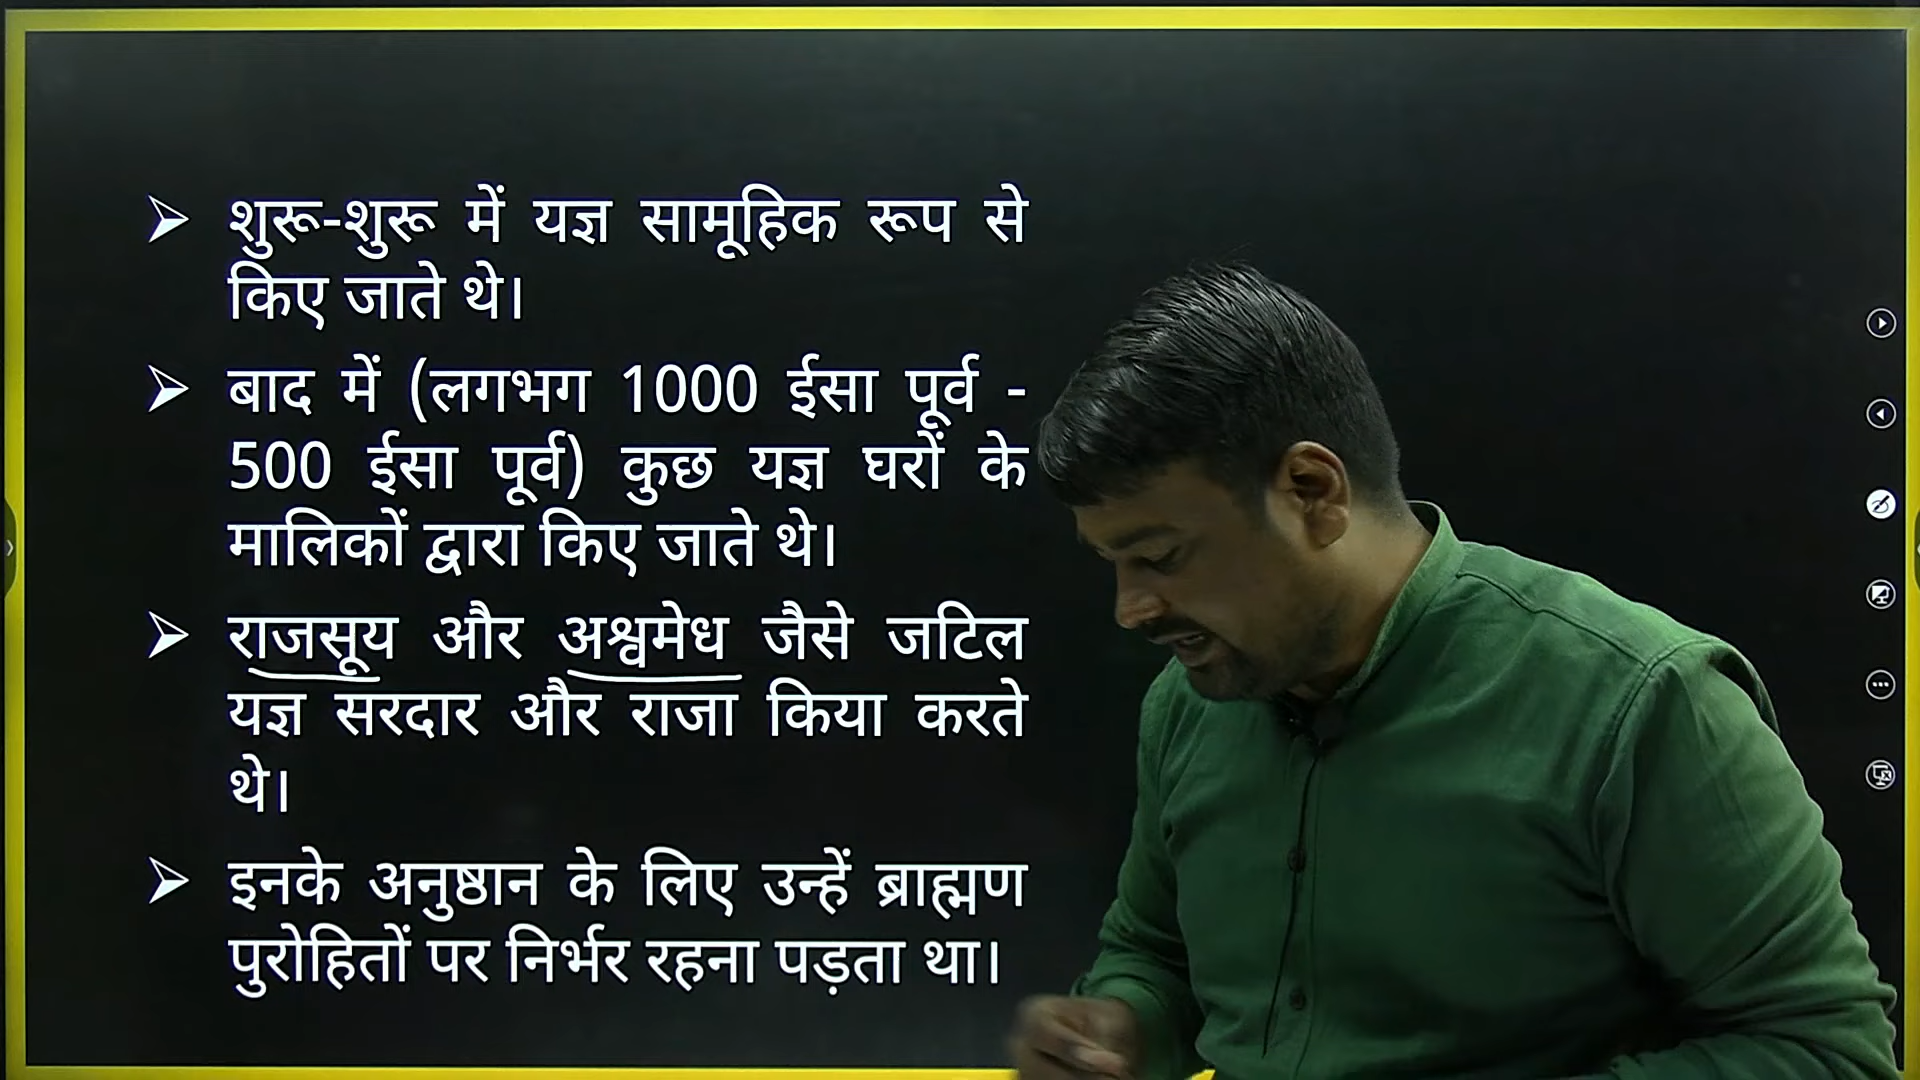 ➢ शुरू-शुरू में यज्ञ सामूहिक रूप से
किए जाते थे।
➢ बाद में (लगभग 1000 ईसा पूर्व -
500 ईसा पूर्व) कुछ यज्ञ घरों के
मालिकों द्वारा किए जाते थे।
➢ राजसूय और अश्वमेध जैसे जटिल
यज्ञ सरदार और राजा किया करते
थे।
➢ इनके अनुष्ठान के लिए उन्हें ब्राह्मण
पुरोहितों पर निर्भर रहना पड़ता था।